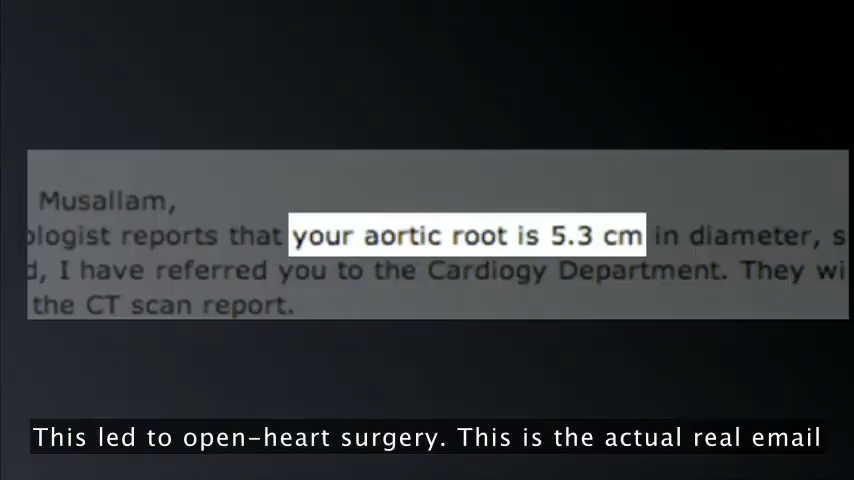 Musallam,
ologist reports that your aortic root is 5.3 cm in diameter, s
d, I have referred you to the Cardiogy Department. They wi
the CT scan report.
This led to open-heart surgery. This is the actual real email